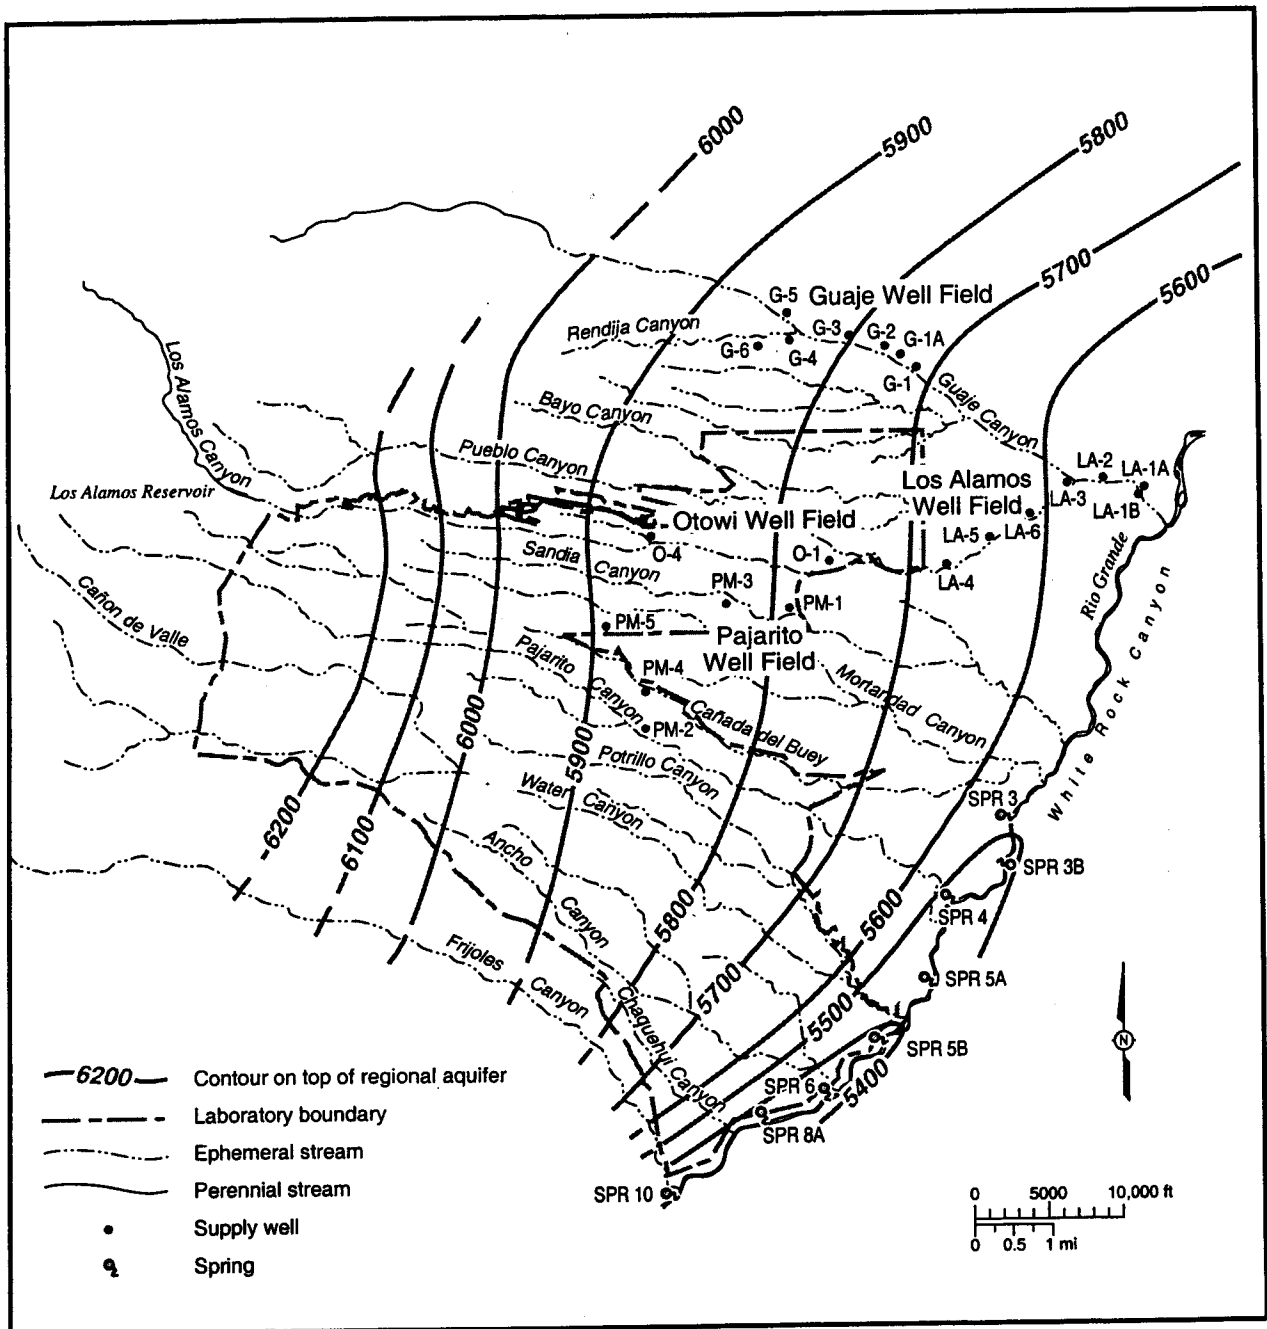 6000
5900
5800
5700
5600
G-5
Guaje Well Field
Rendija Canyon
G-3
G-2
G-1A
G-6
G-4
G-1
Guaje Canyon
Los Alamos Canyon
Bayo Canyon
Pueblo Canyon
Los Alamos Reservoir
Los Alamos
Well Field
LA-2
LA-1A
LA-3
LA-1B
Otowi Well Field
LA-5
LA-6
O-4
O-1
LA-4
Sandia Canyon
PM-3
PM-1
Rio Grande
White Rock Canyon
Cañon de Valle
PM-5
Pajarito
Well Field
Pajarito Canyon
PM-4
Mortandad Canyon
Cañada del Buey
PM-2
6000
5900
Potrillo Canyon
Water Canyon
6200
6100
SPR 3
Ancho Canyon
SPR 3B
5800
5600
SPR 4
Frijoles Canyon
5700
SPR 5A
Chaquehui Canyon
5500
SPR 5B
N
SPR 6
5400
SPR 8A
SPR 10
6200 Contour on top of regional aquifer
Laboratory boundary
Ephemeral stream
Perennial stream
Supply well
Spring
0 5000 10,000 ft
0 0.5 1 mi